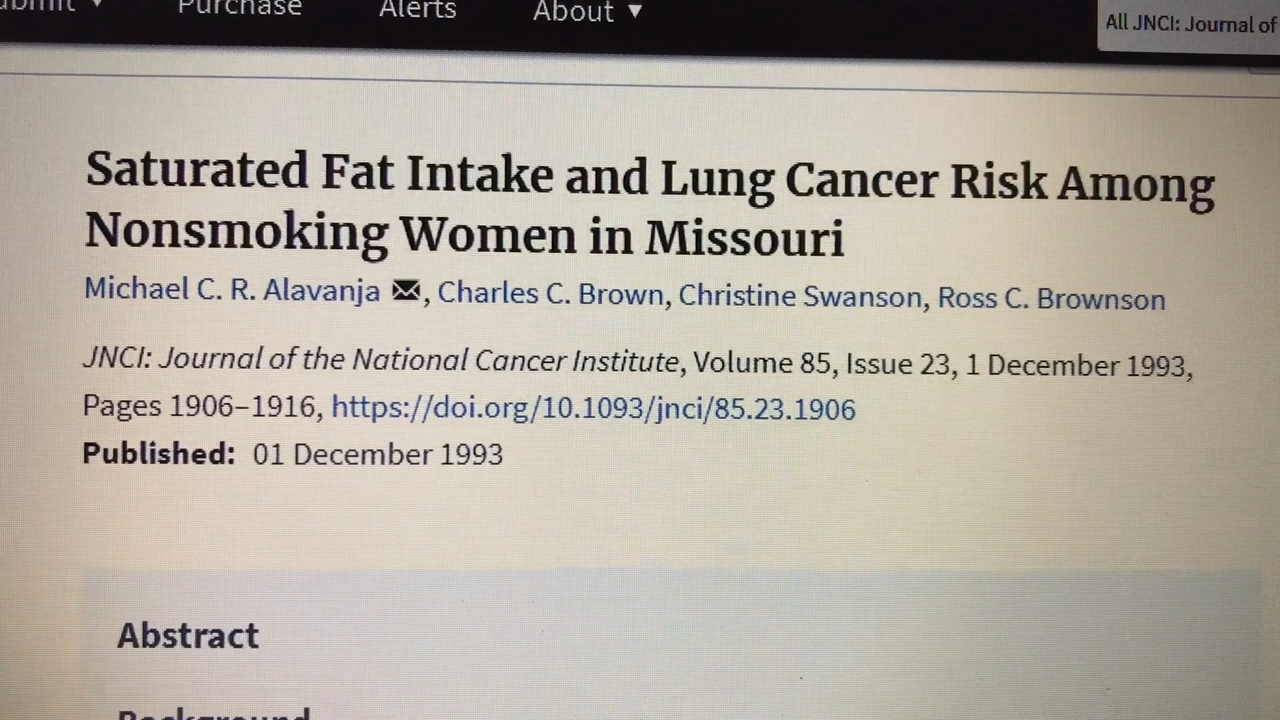 Purchase Alerts About ▼
All JNCI: Journal of
Saturated Fat Intake and Lung Cancer Risk Among
Nonsmoking Women in Missouri
Michael C. R. Alavanja ✉, Charles C. Brown, Christine Swanson, Ross C. Brownson
JNCI: Journal of the National Cancer Institute, Volume 85, Issue 23, 1 December 1993,
Pages 1906–1916, https://doi.org/10.1093/jnci/85.23.1906
Published: 01 December 1993
Abstract
Background